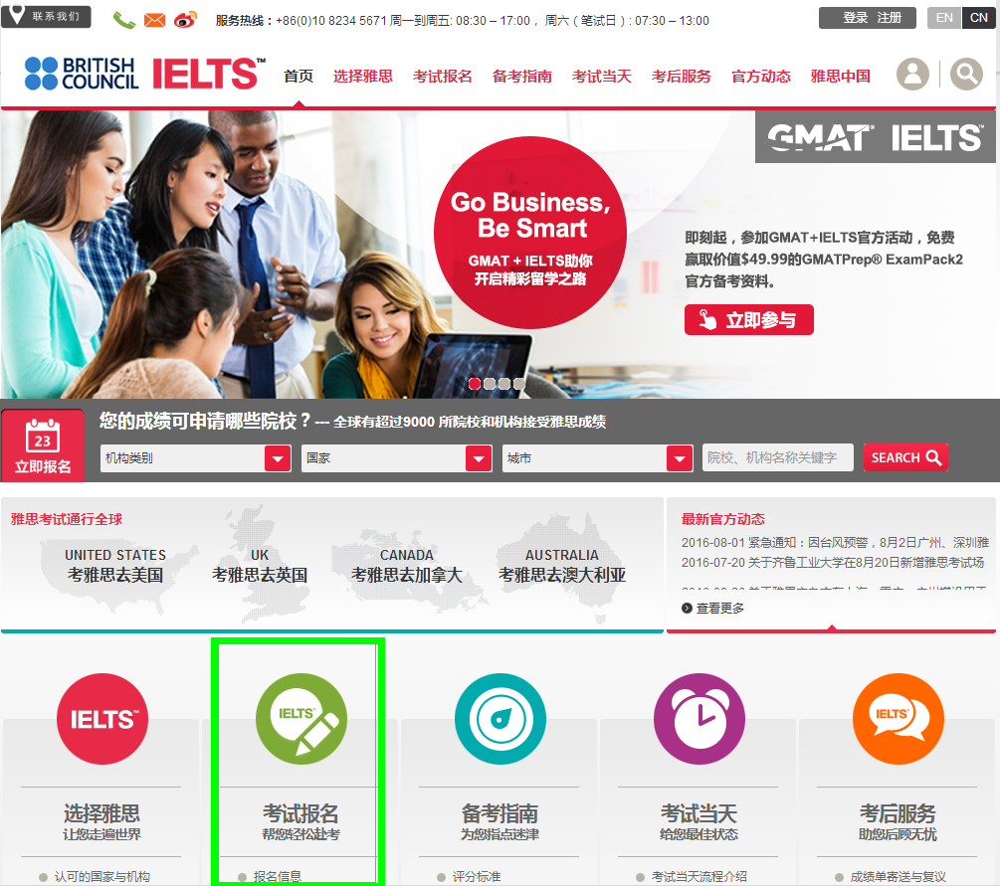 联系我们
服务热线：+86(0)10 8234 5671 周一到周五: 08:30 – 17:00， 周六（笔试日）: 07:30 – 13:00
登录 注册
EN CN
BRITISH
COUNCIL
IELTS™
首页 选择雅思 考试报名 备考指南 考试当天 考后服务 官方动态 雅思中国
GMAT® IELTS™
Go Business,
Be Smart
GMAT + IELTS助你
开启精彩留学之路
即刻起，参加GMAT+IELTS官方活动，免费
赢取价值$49.99的GMATPrep® ExamPack2
官方备考资料。
立即参与
23
立即报名
您的成绩可申请哪些院校？--- 全球有超过9000 所院校和机构接受雅思成绩
机构类别 国家 城市 院校、机构名称关键字 SEARCH
雅思考试通行全球
UNITED STATES
考雅思去美国
UK
考雅思去英国
CANADA
考雅思去加拿大
AUSTRALIA
考雅思去澳大利亚
最新官方动态
2016-08-01 紧急通知：因台风预警，8月2日广州、深圳雅
2016-07-20 关于齐鲁工业大学在8月20日新增雅思考试场
查看更多
IELTS™
选择雅思
让您走遍世界
认可的国家与机构
IELTS™
考试报名
帮您轻松赴考
报名信息
备考指南
为您指点迷津
评分标准
考试当天
给您最佳状态
考试当天流程介绍
IELTS™
考后服务
助您后顾无忧
成绩单寄送与复议